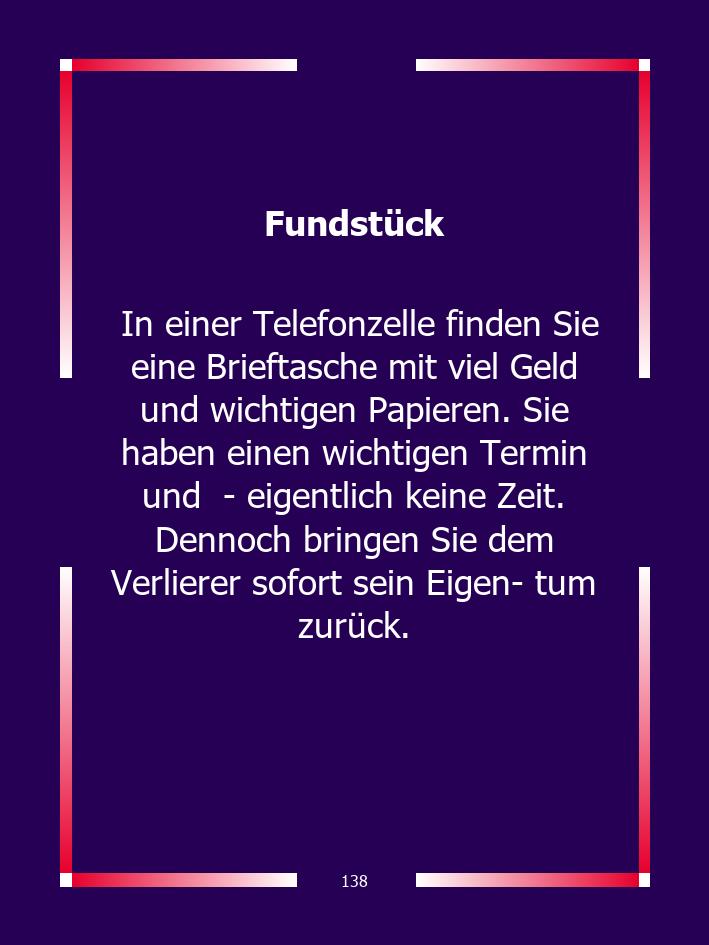 Fundstück
In einer Telefonzelle finden Sie
eine Brieftasche mit viel Geld
und wichtigen Papieren. Sie
haben einen wichtigen Termin
und  - eigentlich keine Zeit.
Dennoch bringen Sie dem
Verlierer sofort sein Eigen- tum
zurück.
138